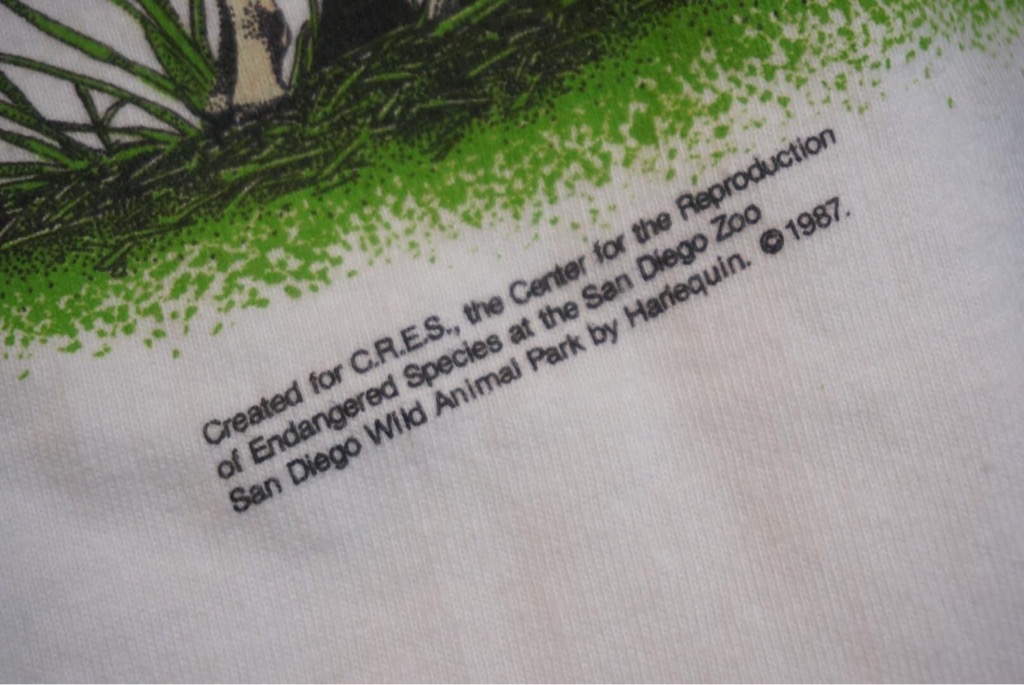 Created for C.R.E.S., the Center for the Reproduction
of Endangered Species at the San Diego Zoo
San Diego Wild Animal Park by Harlequin. ©1987.